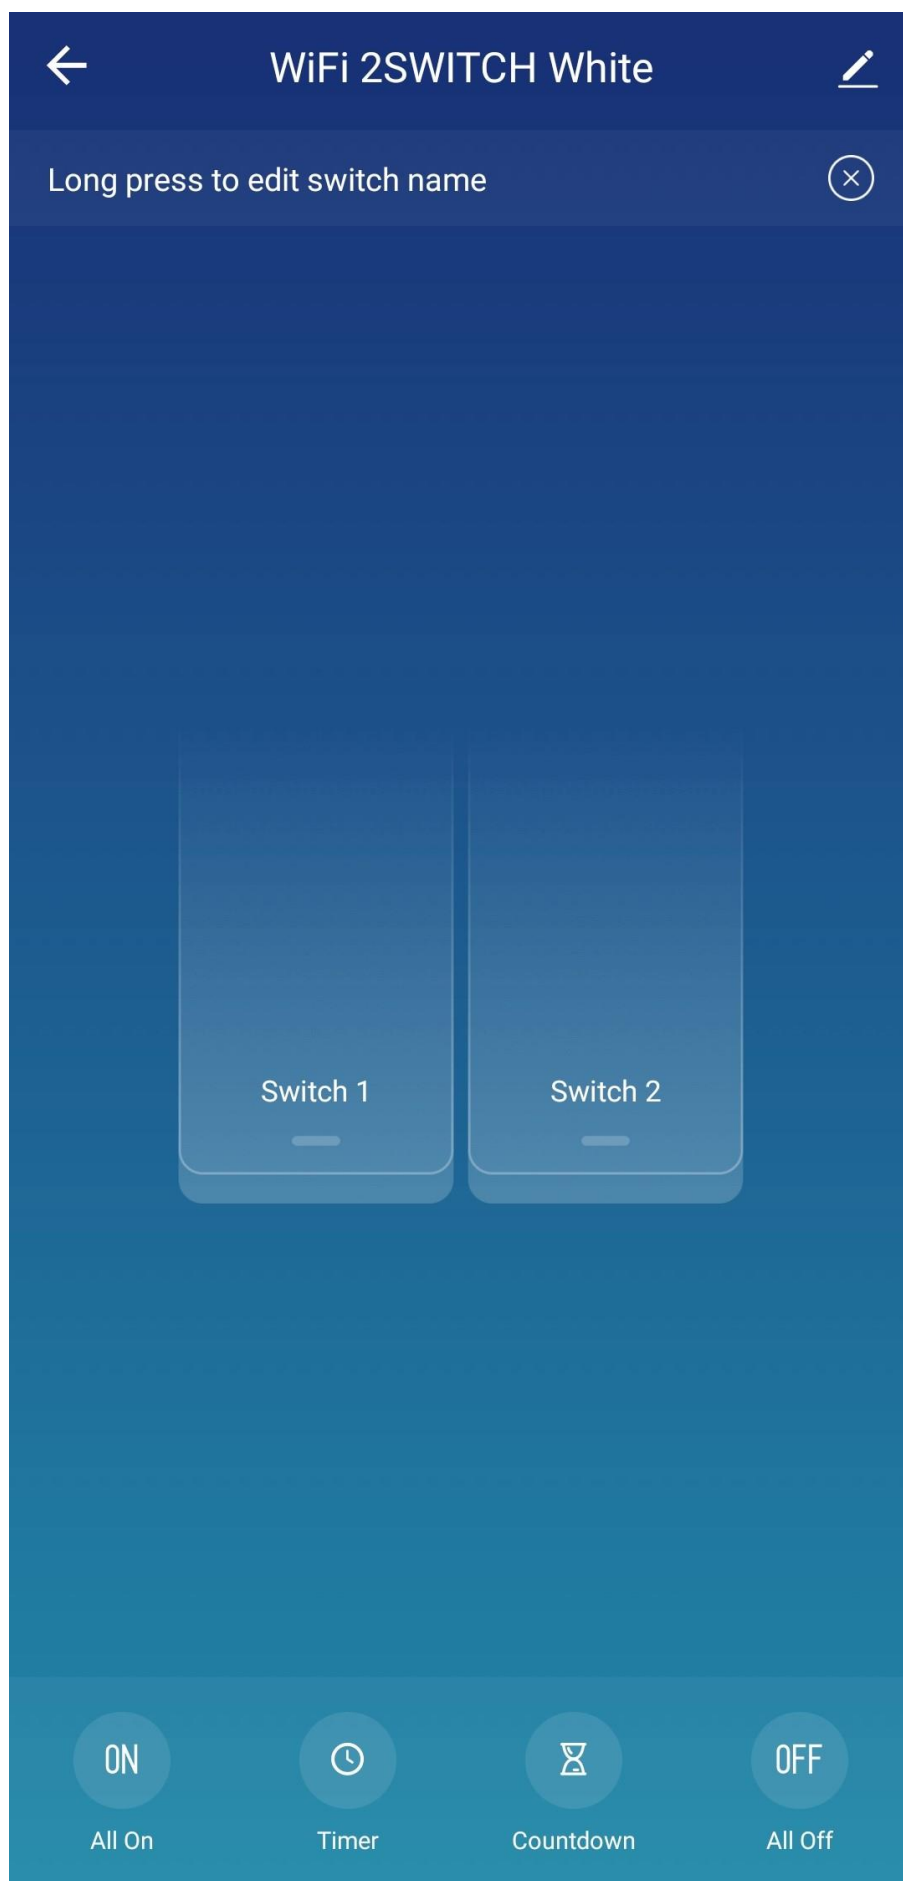 WiFi 2SWITCH White
Long press to edit switch name
Switch 1
Switch 2
ON
OFF
All On
Timer
Countdown
All Off